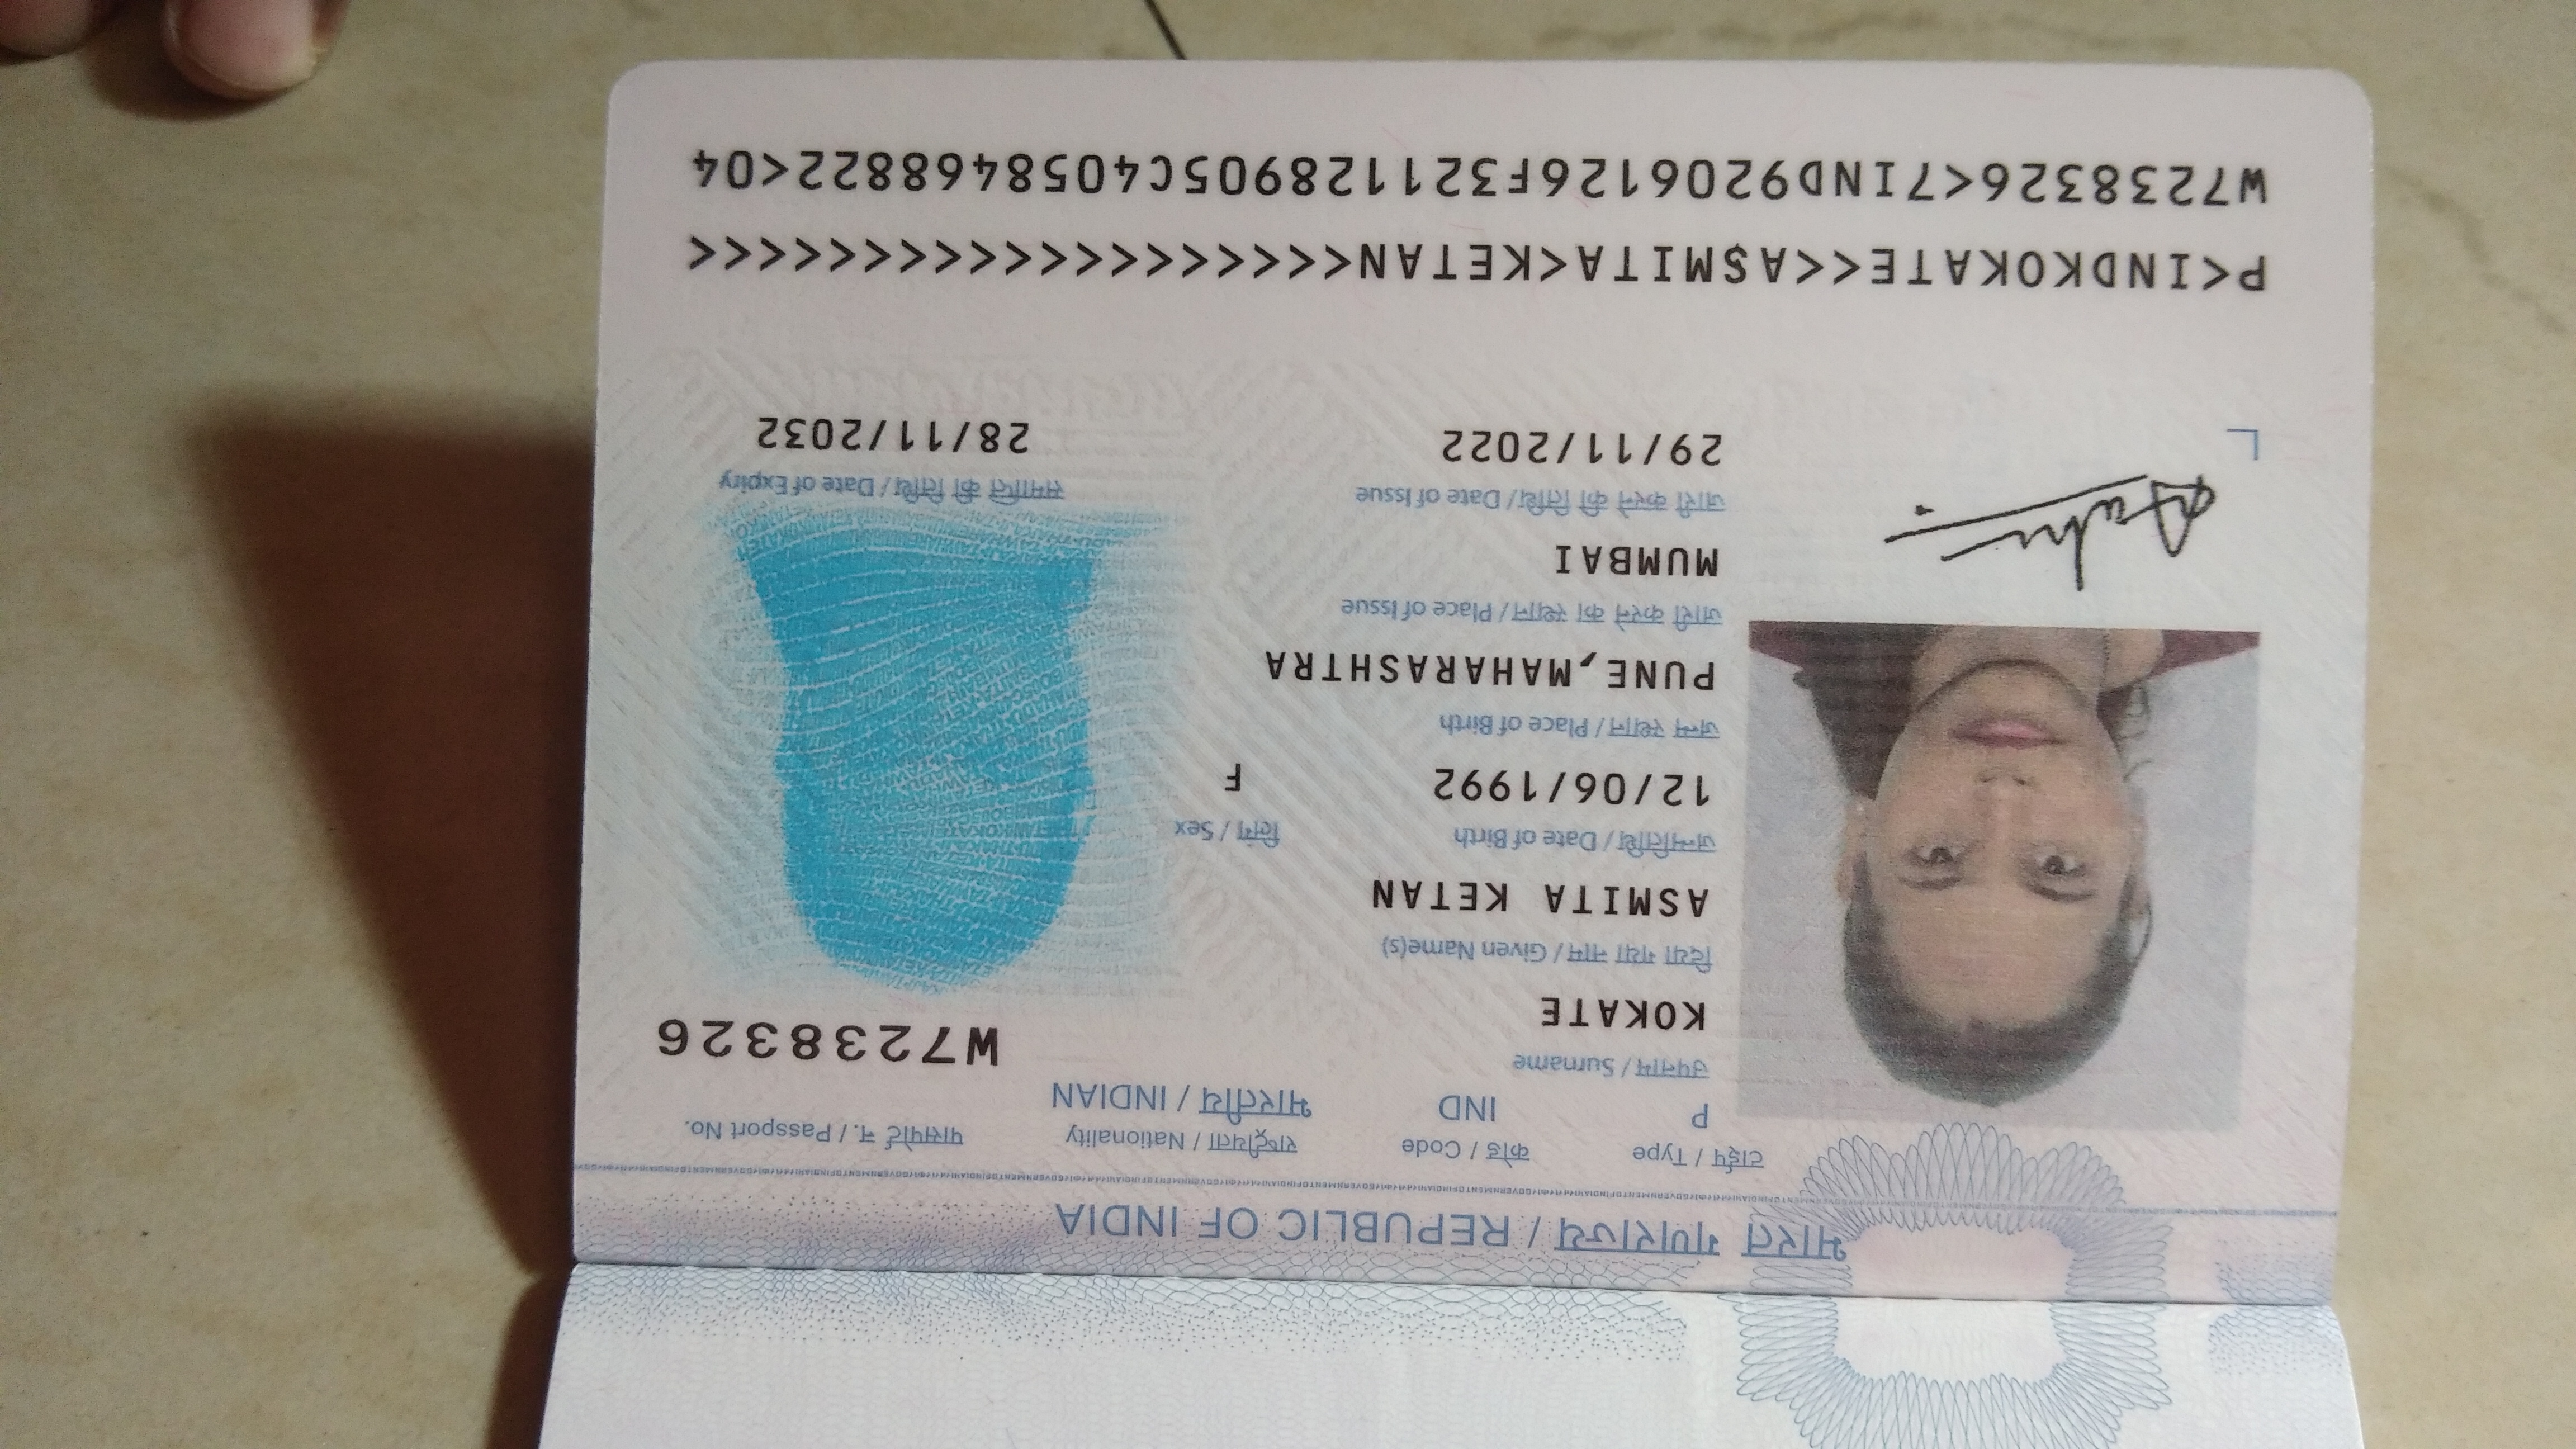 भारत गणराज्य / REPUBLIC OF INDIA
टाईप / Type कोड / Code राष्ट्रीयता / Nationality पासपोर्ट न. / Passport No.
P IND भारतीय / INDIAN W7238326
उपनाम / Surname
KOKATE
दिया गया नाम / Given Name(s)
ASMITA KETAN
जन्मतिथि / Date of Birth लिंग / Sex
12/06/1992 F
जन्म स्थान / Place of Birth
PUNE,MAHARASHTRA
जारी करने का स्थान / Place of Issue
MUMBAI
जारी करने की तिथि / Date of Issue समाप्ति की तिथि / Date of Expiry
29/11/2022 28/11/2032
P<INDKOKATE<<ASMITA<KETAN<<<<<<<<<<<<<<<<<<<
W7238326<7IND9206126F321128905C4058468822<04